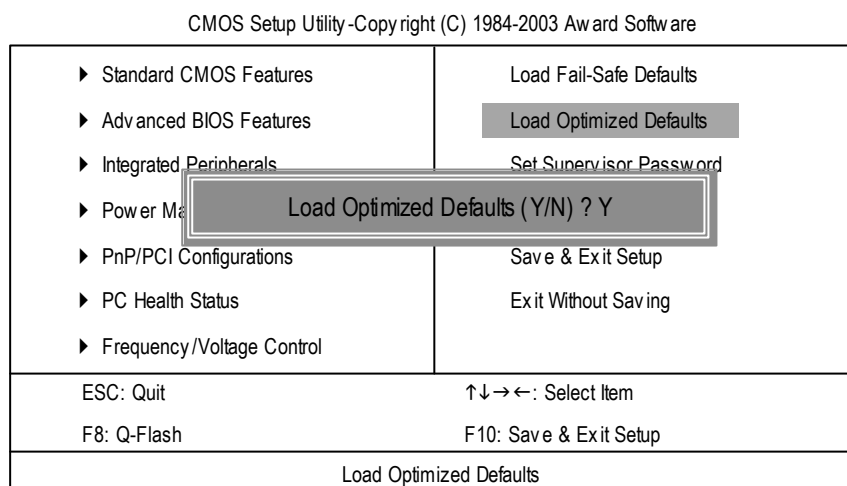 CMOS Setup Utility-Copyright (C) 1984-2003 Award Software
▶ Standard CMOS Features
▶ Advanced BIOS Features
▶ Integrated Peripherals
▶ Power Ma
▶ PnP/PCI Configurations
▶ PC Health Status
▶ Frequency/Voltage Control
Load Fail-Safe Defaults
Load Optimized Defaults
Set Supervisor Password
Save & Exit Setup
Exit Without Saving
Load Optimized Defaults (Y/N) ? Y
ESC: Quit
↑↓→←: Select Item
F8: Q-Flash
F10: Save & Exit Setup
Load Optimized Defaults